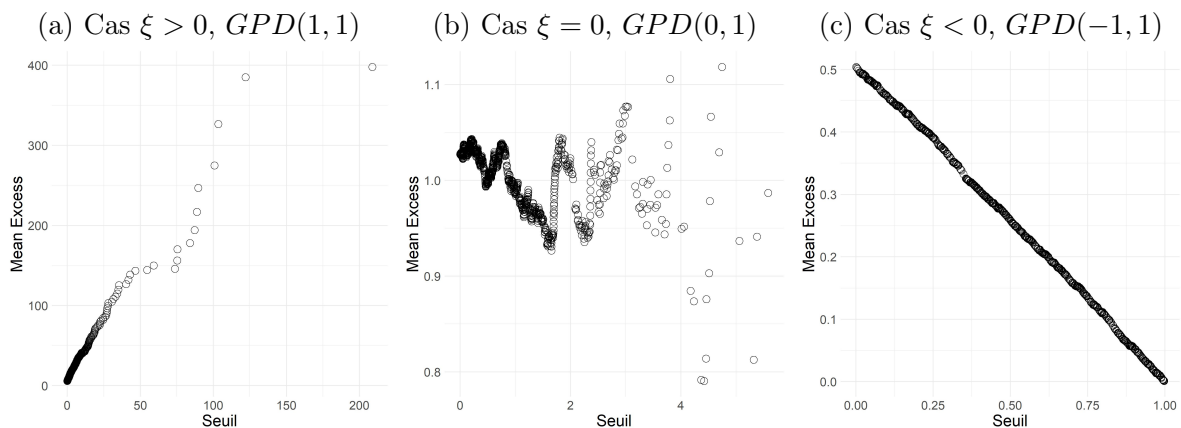 (a) Cas ξ > 0, GPD(1, 1)
400
300
200
100
0
Mean Excess
0 50 100 150 200
Seuil
(b) Cas ξ = 0, GPD(0, 1)
1.1
1.0
0.9
0.8
Mean Excess
0 2 4
Seuil
(c) Cas ξ < 0, GPD(−1, 1)
0.5
0.4
0.3
0.2
0.1
0.0
Mean Excess
0.00 0.25 0.50 0.75 1.00
Seuil